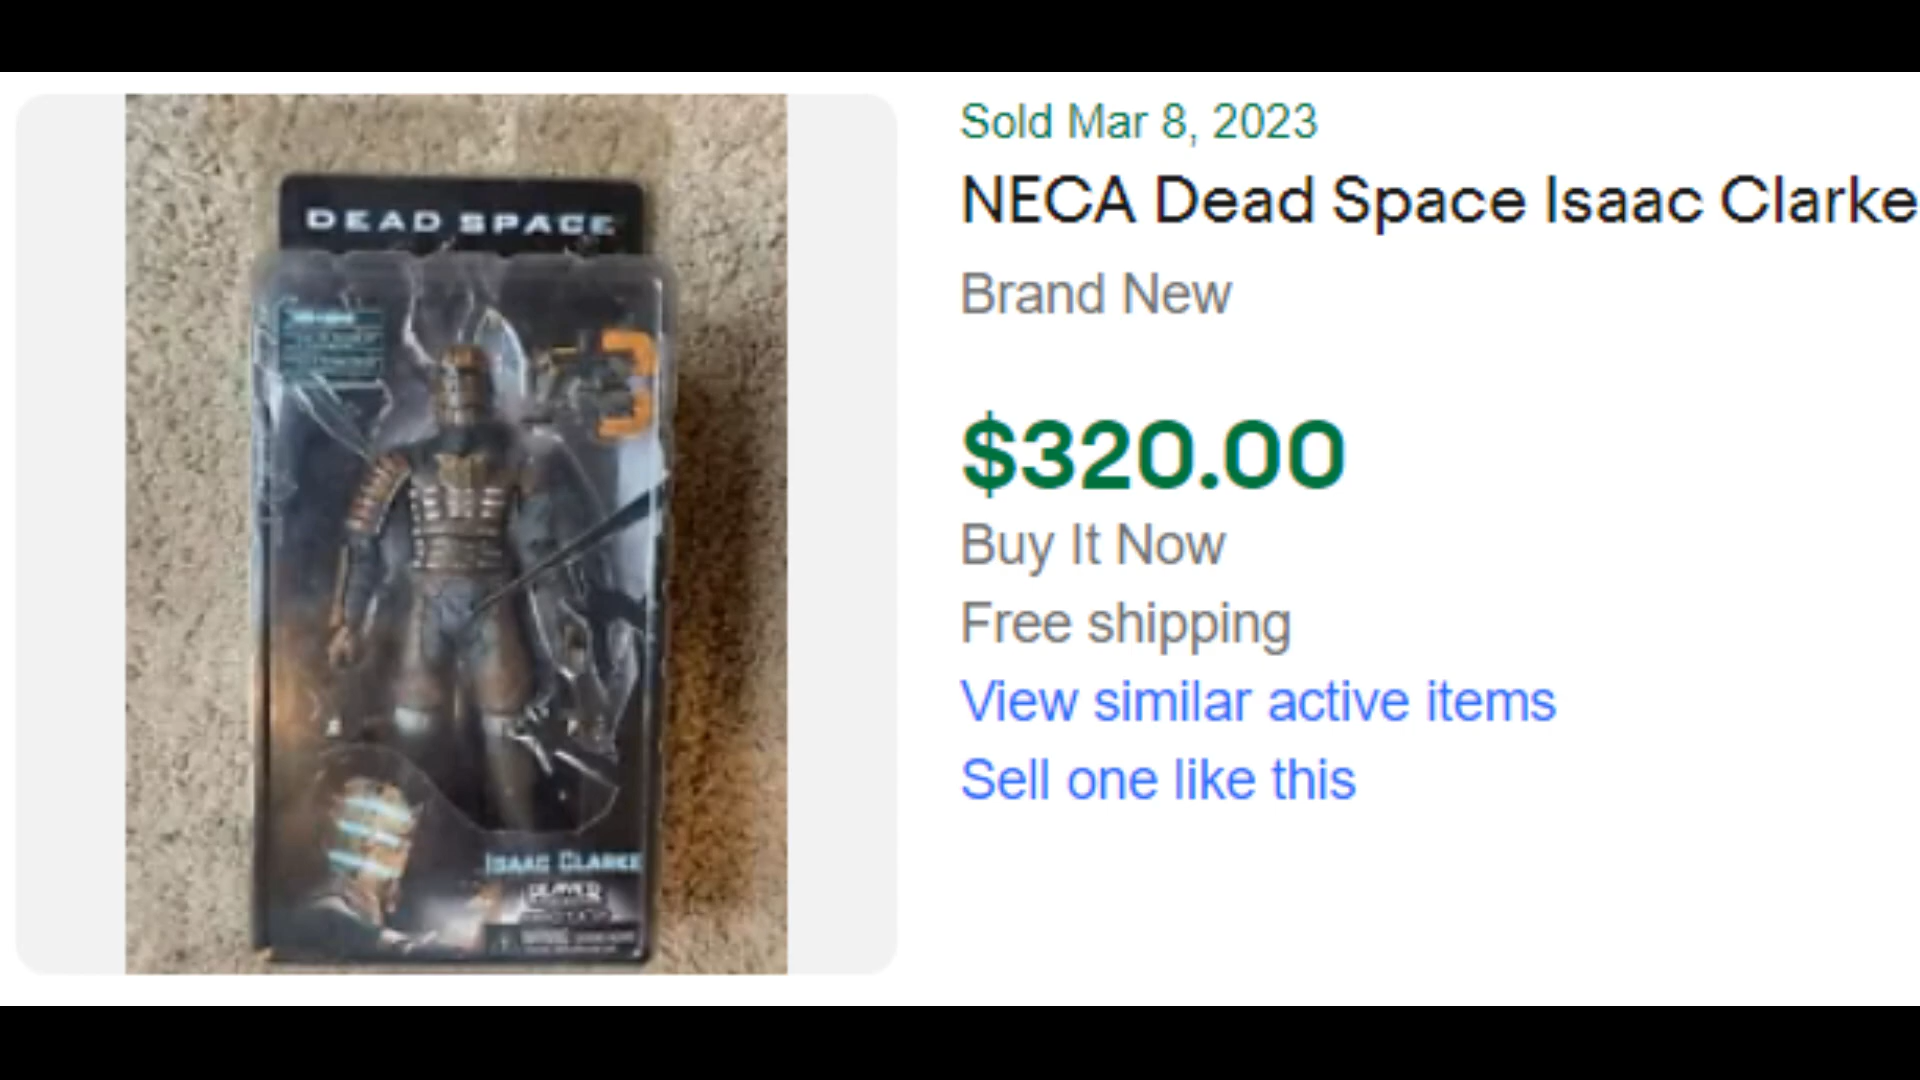 DEAD SPACE
3
ISAAC CLARKE
PLAYER
Sold Mar 8, 2023
NECA Dead Space Isaac Clarke
Brand New
$320.00
Buy It Now
Free shipping
View similar active items
Sell one like this